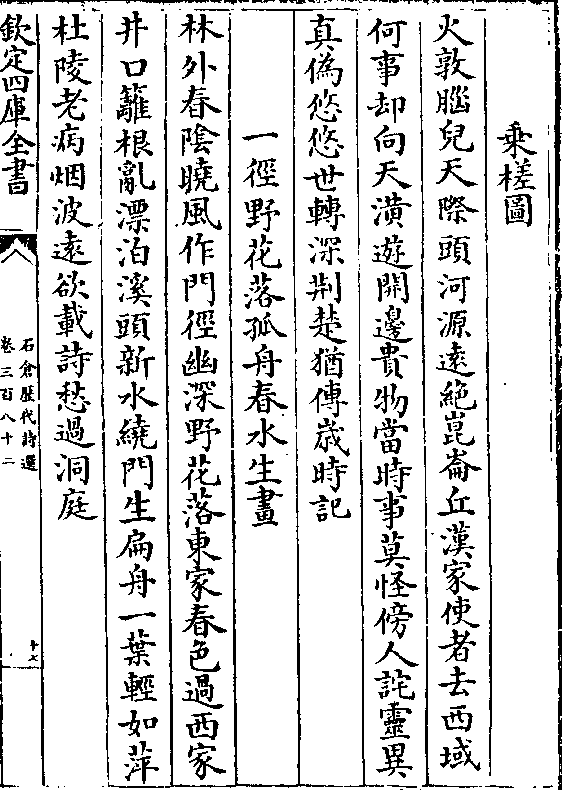 乘槎圖
火敦腦兒天際頭河源遠絶崑崙丘漢家使者去西域
何事却向天潢遊開邊貴物當時事莫怪傍人詫靈異
真偽悠悠世轉深荆楚猶傳歳時記
一徑野花落孤舟春水生畫
林外春隂曉風作門徑幽深野花落東家春色過西家
井口籬根亂漂泊溪頭新水繞門生扁舟一葉輕如萍
杜陵老病烟波遠欲載詩愁過洞庭
欽定四庫全書
石倉歷代詩選
卷三百八十二
十七